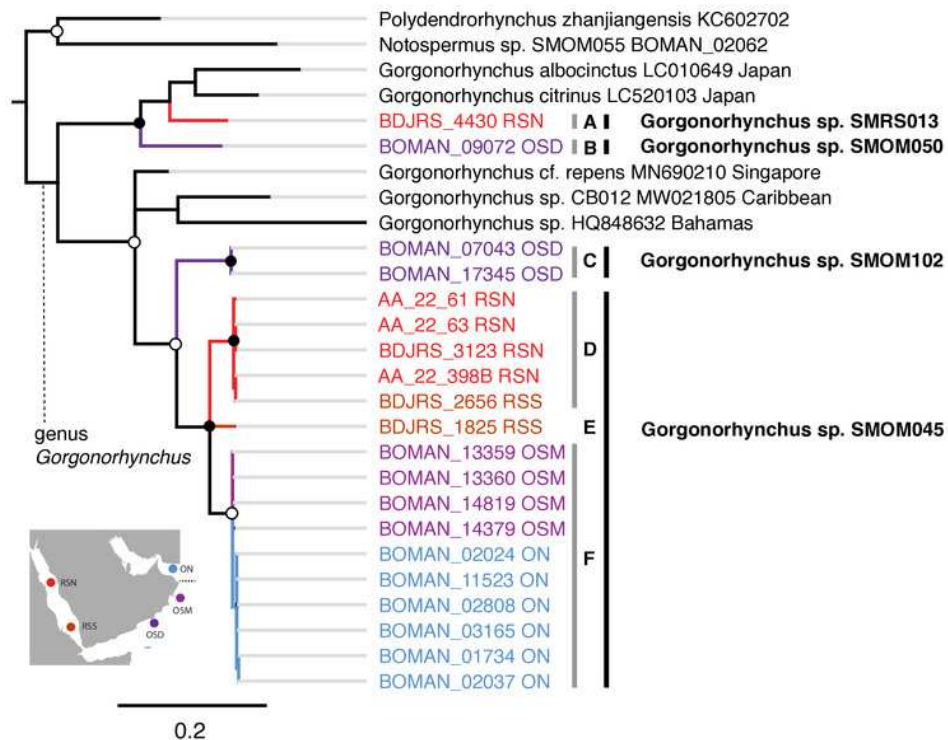 Polydendrorhynchus zhanjiangensis KC602702
Notospermus sp. SMOM055 BOMAN_02062
Gorgonorhynchus albocinctus LC010649 Japan
Gorgonorhynchus citrinus LC520103 Japan
BDJRS_4430 RSN A Gorgonorhynchus sp. SMRS013
BOMAN_09072 OSD B Gorgonorhynchus sp. SMOM050
Gorgonorhynchus cf. repens MN690210 Singapore
Gorgonorhynchus sp. CB012 MW021805 Caribbean
Gorgonorhynchus sp. HQ848632 Bahamas
BOMAN_07043 OSD
C Gorgonorhynchus sp. SMOM102
BOMAN_17345 OSD
AA_22_61 RSN
AA_22_63 RSN
BDJRS_3123 RSN D
AA_22_398B RSN
BDJRS_2656 RSS
BDJRS_1825 RSS E Gorgonorhynchus sp. SMOM045
genus
Gorgonorhynchus
BOMAN_13359 OSM
BOMAN_13360 OSM
BOMAN_14819 OSM
BOMAN_14379 OSM
BOMAN_02024 ON F
BOMAN_11523 ON
BOMAN_02808 ON
BOMAN_03165 ON
BOMAN_01734 ON
BOMAN_02037 ON
ON
RSN
OSM
RSS
OSD
0.2